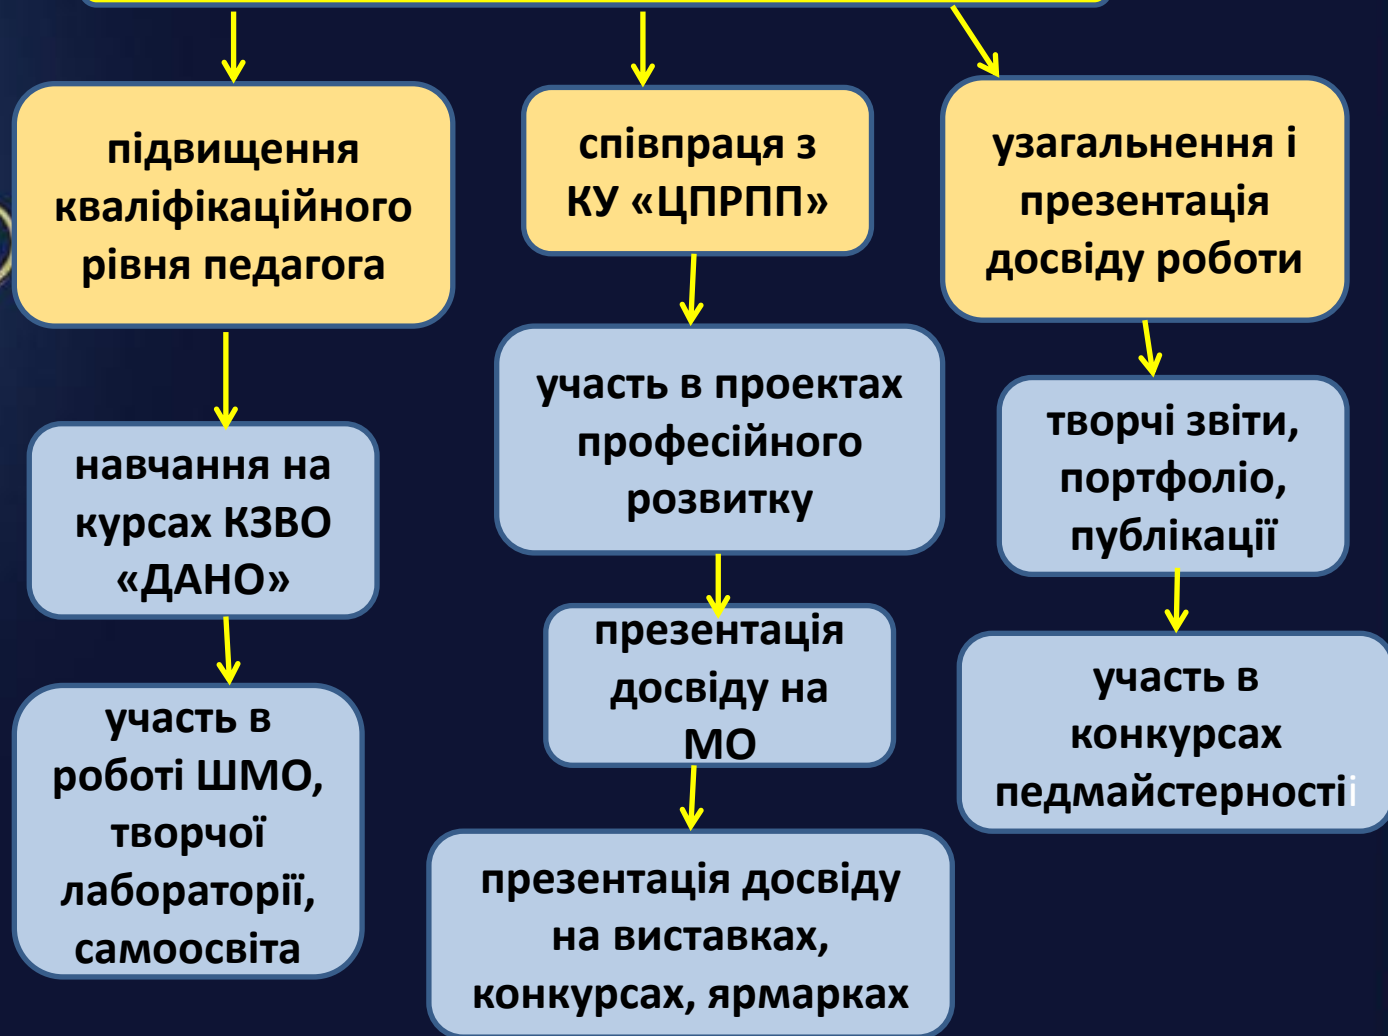 підвищення
кваліфікаційного
рівня педагога
співпраця з
КУ «ЦПРПП»
узагальнення і
презентація
досвіду роботи
навчання на
курсах КЗВО
«ДАНО»
участь в проектах
професійного
розвитку
творчі звіти,
портфоліо,
публікації
участь в
роботі ШМО,
творчої
лабораторії,
самоосвіта
презентація
досвіду на
МО
участь в
конкурсах
педмайстерностіі
презентація досвіду
на виставках,
конкурсах, ярмарках